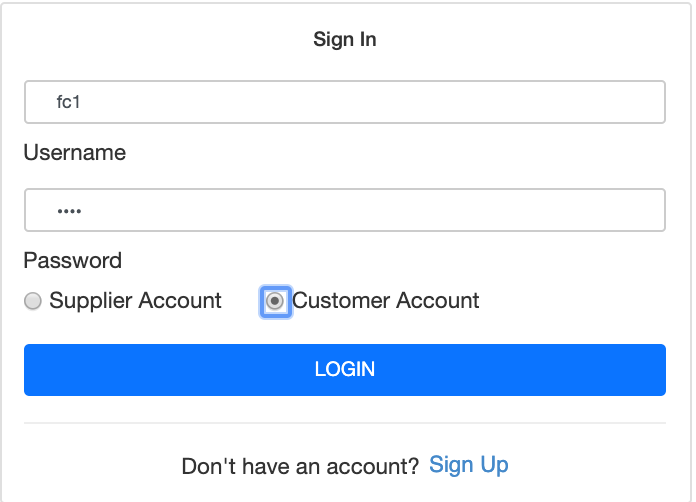 Sign In
fc1
Username
••••
Password
Supplier Account Customer Account
LOGIN
Don't have an account? Sign Up